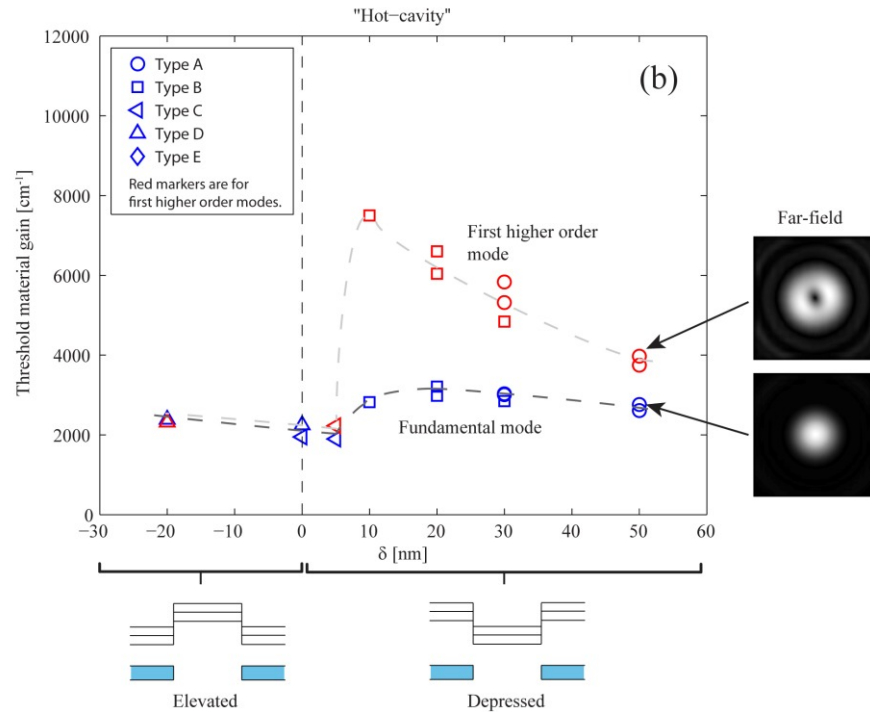 "Hot-cavity"
12000
10000
8000
6000
4000
2000
0
Threshold material gain [cm⁻¹]
Type A
Type B
Type C
Type D
Type E
Red markers are for
first higher order modes.
(b)
First higher order
mode
Fundamental mode
Far-field
−30
−20
−10
0
10
20
30
40
50
60
δ [nm]
Elevated
Depressed